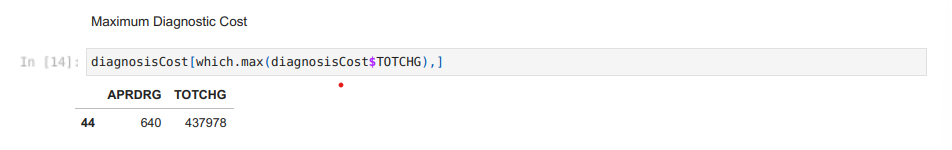 Maximum Diagnostic Cost
In [14]: diagnosisCost[which.max(diagnosisCost$TOTCHG),]
APRDRG TOTCHG
44 640 437978